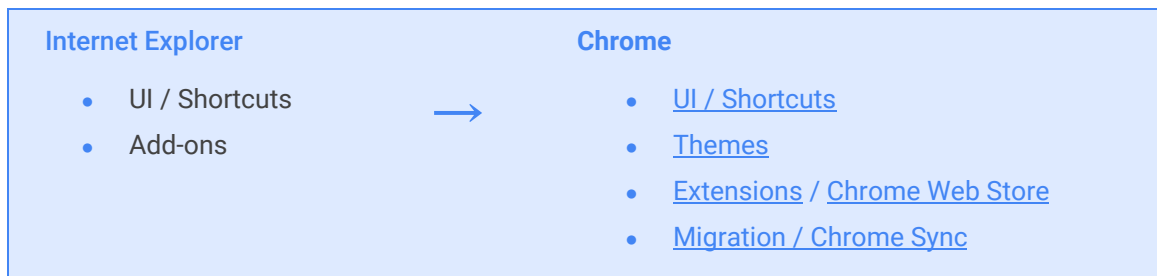 Internet Explorer
● UI / Shortcuts
● Add-ons
→
Chrome
● UI / Shortcuts
● Themes
● Extensions / Chrome Web Store
● Migration / Chrome Sync